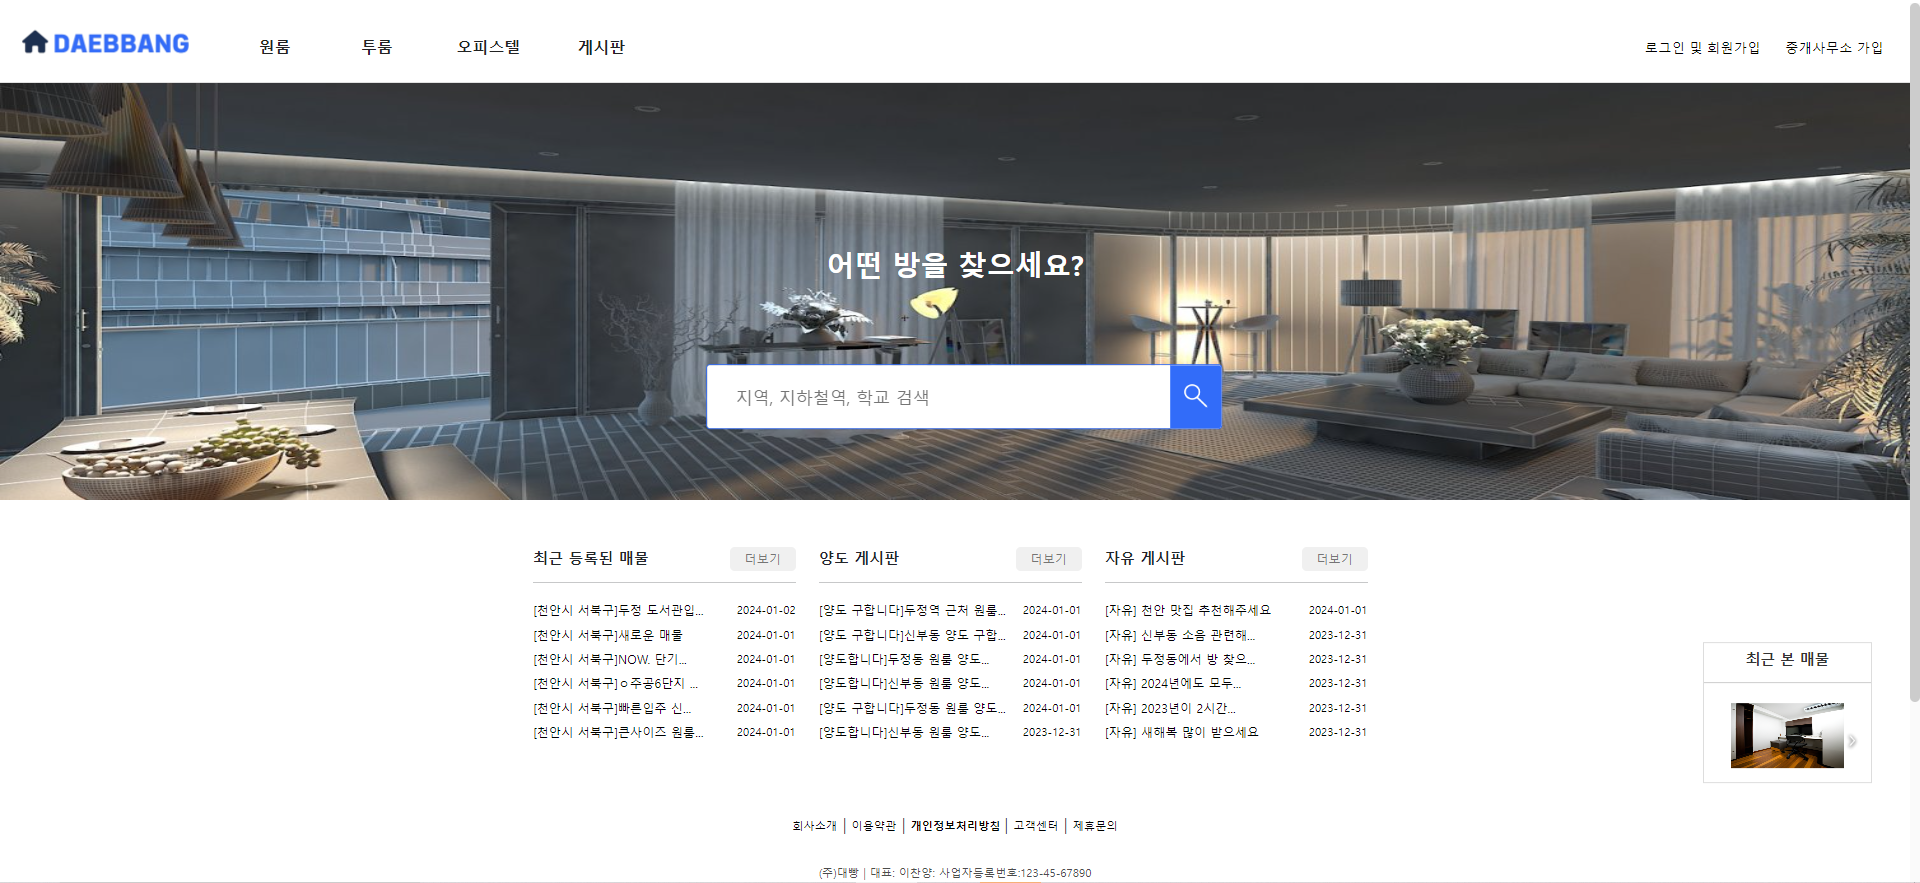 DAEBBANG 원룸 투룸 오피스텔 게시판 로그인 및 회원가입 중개사무소 가입
어떤 방을 찾으세요?
지역, 지하철역, 학교 검색
최근 등록된 매물 더보기
[천안시 서북구]두정 도서관입... 2024-01-02
[천안시 서북구]새로운 매물 2024-01-01
[천안시 서북구]NOW. 단기... 2024-01-01
[천안시 서북구]ㅇ주공6단지 ... 2024-01-01
[천안시 서북구]빠른입주 신... 2024-01-01
[천안시 서북구]큰사이즈 원룸... 2024-01-01
양도 게시판 더보기
[양도 구합니다]두정역 근처 원룸... 2024-01-01
[양도 구합니다]신부동 양도 구합... 2024-01-01
[양도합니다]두정동 원룸 양도... 2024-01-01
[양도합니다]신부동 원룸 양도... 2024-01-01
[양도 구합니다]두정동 원룸 양도... 2024-01-01
[양도합니다]신부동 원룸 양도... 2023-12-31
자유 게시판 더보기
[자유] 천안 맛집 추천해주세요 2024-01-01
[자유] 신부동 소음 관련해... 2023-12-31
[자유] 두정동에서 방 찾으... 2023-12-31
[자유] 2024년에도 모두... 2023-12-31
[자유] 2023년이 2시간... 2023-12-31
[자유] 새해복 많이 받으세요 2023-12-31
최근 본 매물
회사소개 | 이용약관 | 개인정보처리방침 | 고객센터 | 제휴문의
(주)대빵 | 대표: 이찬양: 사업자등록번호:123-45-67890